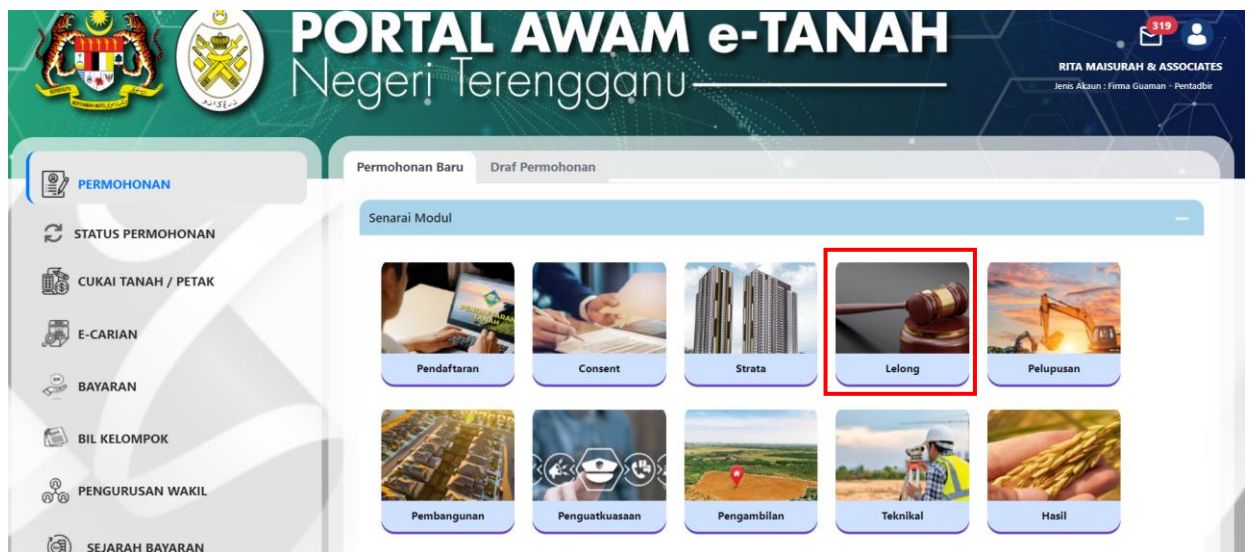 PORTAL AWAM e-TANAH
Negeri Terengganu
319
RITA MAISURAH & ASSOCIATES
Jenis Akaun : Firma Guaman - Pentadbir
PERMOHONAN
STATUS PERMOHONAN
CUKAI TANAH / PETAK
E-CARIAN
BAYARAN
BIL KELOMPOK
PENGURUSAN WAKIL
SEJARAH BAYARAN
Permohonan Baru
Draf Permohonan
Senarai Modul
Pendaftaran
Consent
Strata
Lelong
Pelupusan
Pembangunan
Penguatkuasaan
Pengambilan
Teknikal
Hasil